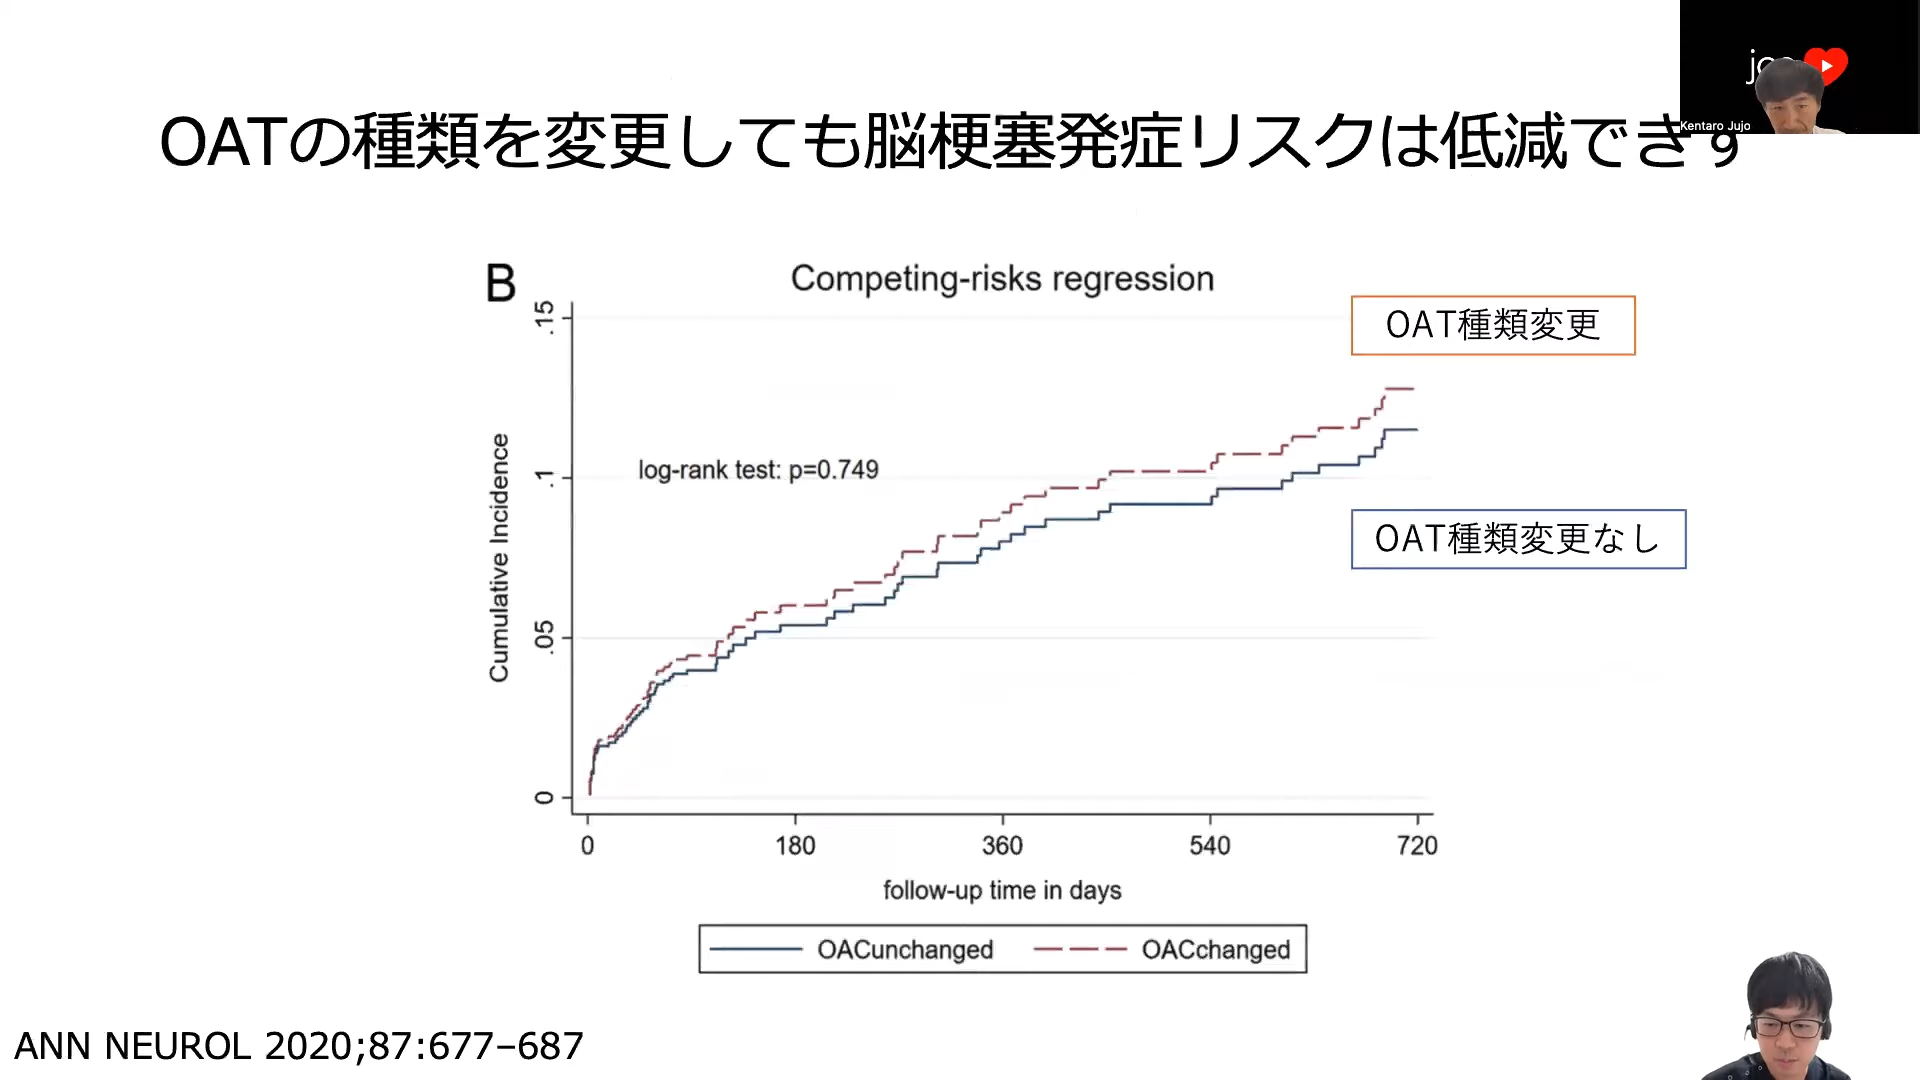 Kentaro Jujo
OATの種類を変更しても脳梗塞発症リスクは低減できず
B
Competing-risks regression
OAT種類変更
OAT種類変更なし
log-rank test: p=0.749
Cumulative Incidence
.15
.1
.05
0
0 180 360 540 720
follow-up time in days
OACunchanged OACchanged
ANN NEUROL 2020;87:677–687